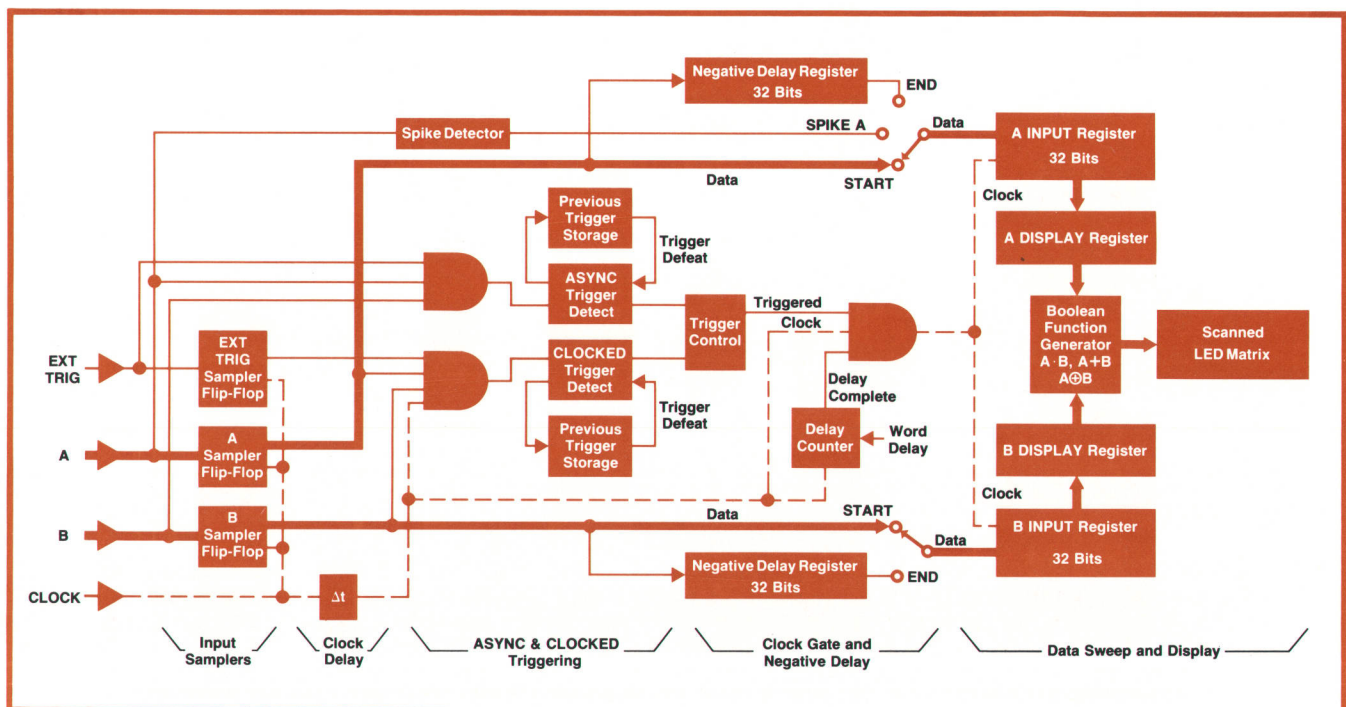 Negative Delay Register
32 Bits
END
Spike Detector
SPIKE A
Data
A INPUT Register
32 Bits
Data
START
Clock
Previous
Trigger
Storage
Trigger
Defeat
A DISPLAY Register
ASYNC
Trigger
Detect
Triggered
Clock
Trigger
Control
Boolean
Function
Generator
A·B, A+B
A⊕B
Scanned
LED Matrix
EXT
TRIG
EXT
TRIG
Sampler
Flip-Flop
CLOCKED
Trigger
Detect
Delay
Complete
Trigger
Defeat
Previous
Trigger
Storage
Delay
Counter
Word
Delay
A
A
Sampler
Flip-Flop
B DISPLAY Register
Clock
B
B
Sampler
Flip-Flop
Data
START
Data
B INPUT Register
32 Bits
Negative Delay Register
32 Bits
END
CLOCK
Δt
Input
Samplers
Clock
Delay
ASYNC & CLOCKED
Triggering
Clock Gate and
Negative Delay
Data Sweep and Display